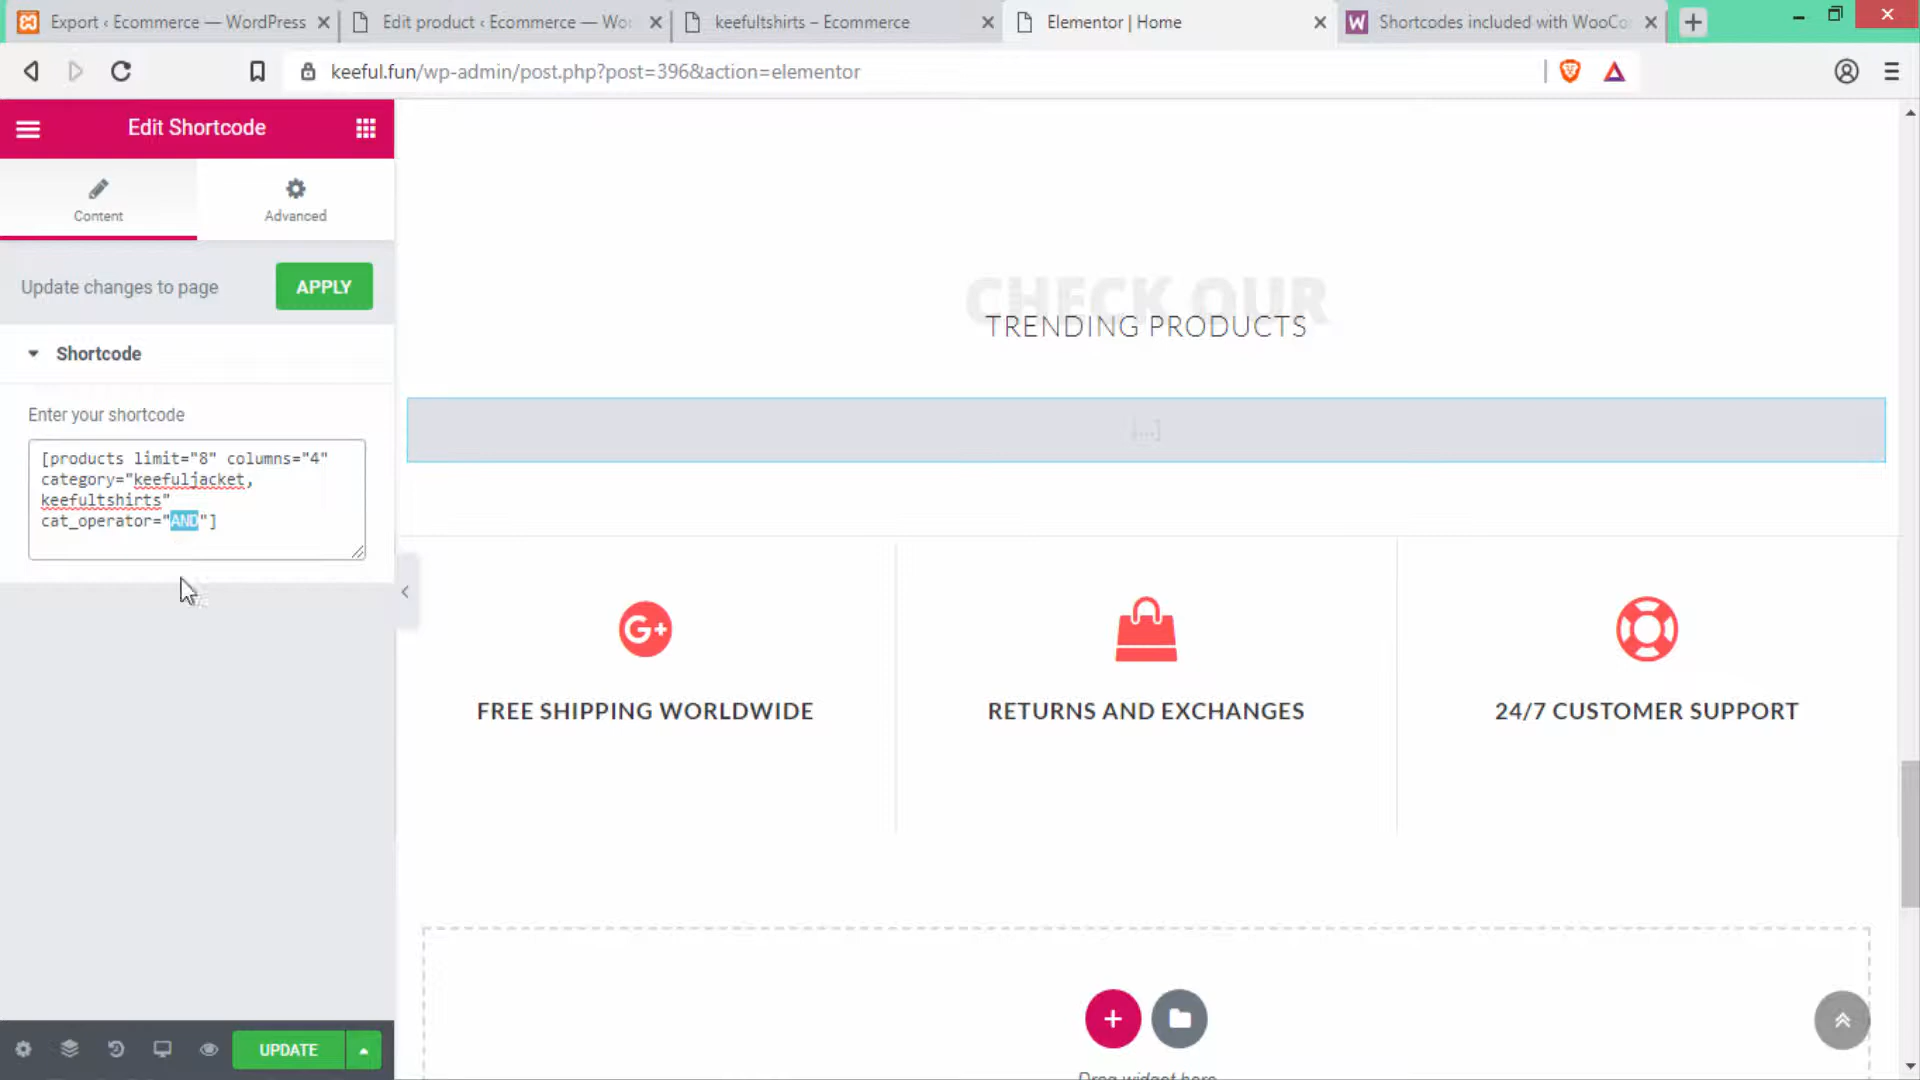 Export ‹ Ecommerce — WordPress
Edit product ‹ Ecommerce — Wo
keefultshirts – Ecommerce
Elementor | Home
Shortcodes included with WooCo
keeful.fun/wp-admin/post.php?post=396&action=elementor
Edit Shortcode
Content
Advanced
Update changes to page
APPLY
Shortcode
Enter your shortcode
[products limit="8" columns="4"
category="keefuljacket,
keefultshirts"
cat_operator="AND"]
UPDATE
CHECK OUR
TRENDING PRODUCTS
[...]
G+
FREE SHIPPING WORLDWIDE
RETURNS AND EXCHANGES
24/7 CUSTOMER SUPPORT
Drag widget here